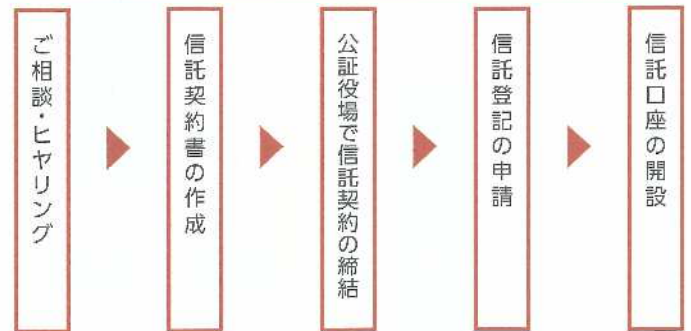 ご相談・ヒヤリング
信託契約書の作成
公証役場で信託契約の締結
信託登記の申請
信託口座の開設